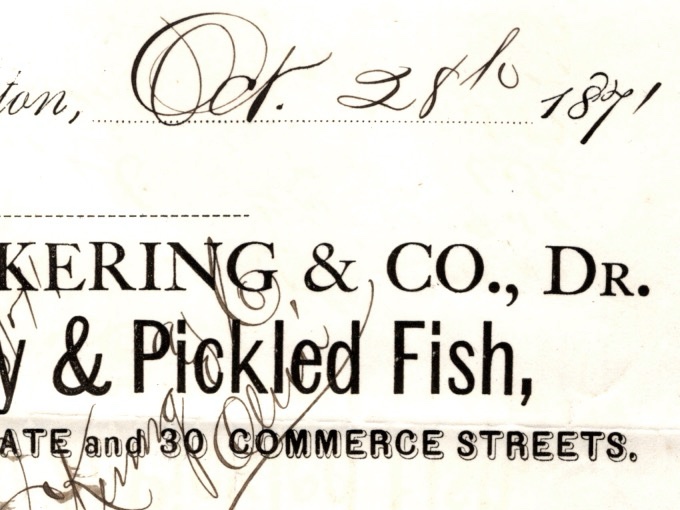 ton, Oct. 28th 1871
KERING & CO., DR.
y & Pickled Fish,
ATE and 30 COMMERCE STREETS.